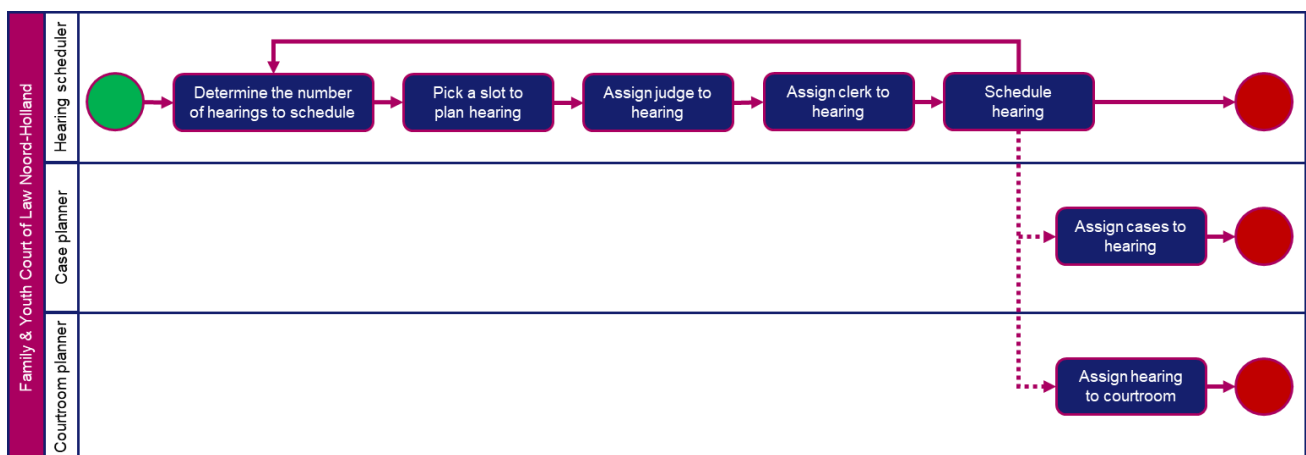 Family & Youth Court of Law Noord-Holland
Hearing scheduler
Determine the number
of hearings to schedule
Pick a slot to
plan hearing
Assign judge to
hearing
Assign clerk to
hearing
Schedule
hearing
Case planner
Assign cases to
hearing
Courtroom planner
Assign hearing
to courtroom